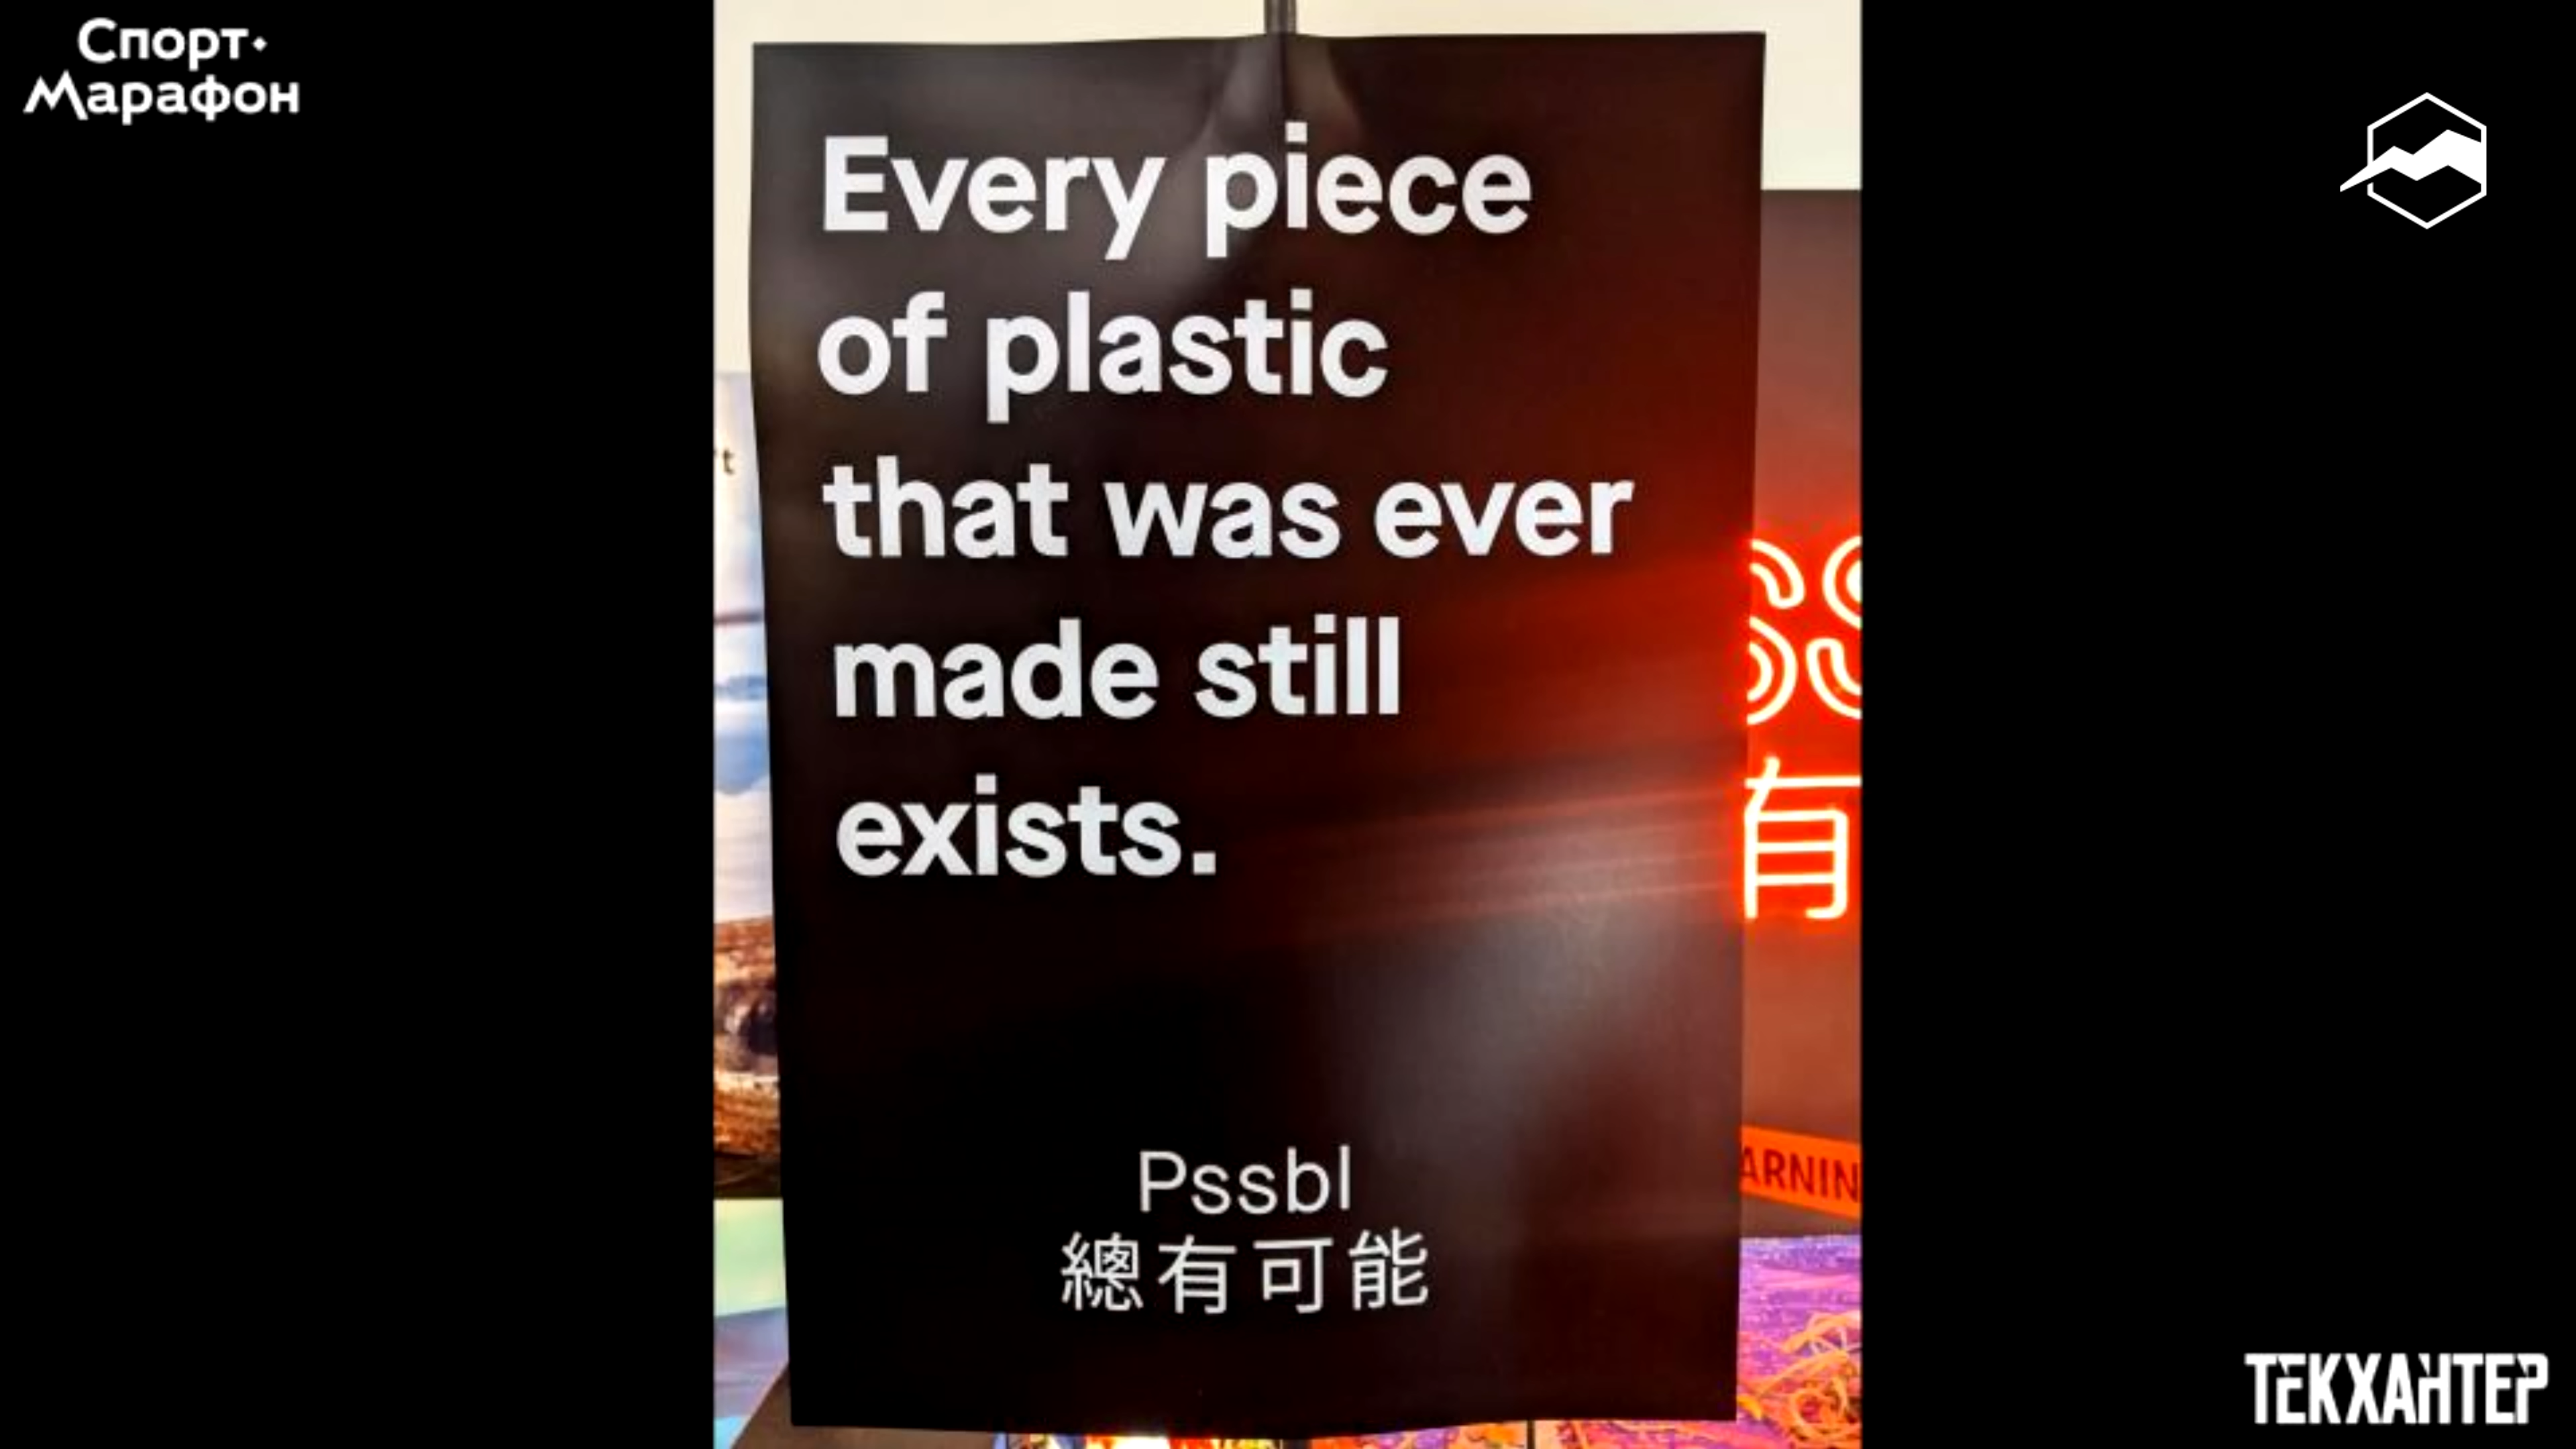 Спорт·
Марафон
Every piece
of plastic
that was ever
made still
exists.
Pssbl
總有可能
有
ТЕКХАНТЕР